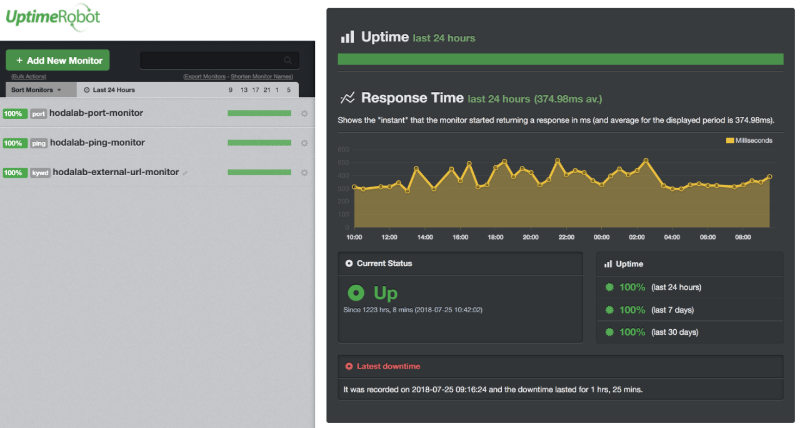 UptimeRobot
+ Add New Monitor
(Bulk Actions)
(Export Monitors - Shorten Monitor Names)
Sort Monitors
Last 24 Hours
9 13 17 21 1 5
100% port hodalab-port-monitor
100% ping hodalab-ping-monitor
100% kywd hodalab-external-url-monitor
Uptime last 24 hours
Response Time last 24 hours (374.98ms av.)
Shows the "instant" that the monitor started returning a response in ms (and average for the displayed period is 374.98ms).
Milliseconds
600
500
400
300
200
100
0
10:00 12:00 14:00 16:00 18:00 20:00 22:00 00:00 02:00 04:00 06:00 08:00
Current Status
Up
Since 1223 hrs, 8 mins (2018-07-25 10:42:02)
Uptime
100% (last 24 hours)
100% (last 7 days)
100% (last 30 days)
Latest downtime
It was recorded on 2018-07-25 09:16:24 and the downtime lasted for 1 hrs, 25 mins.